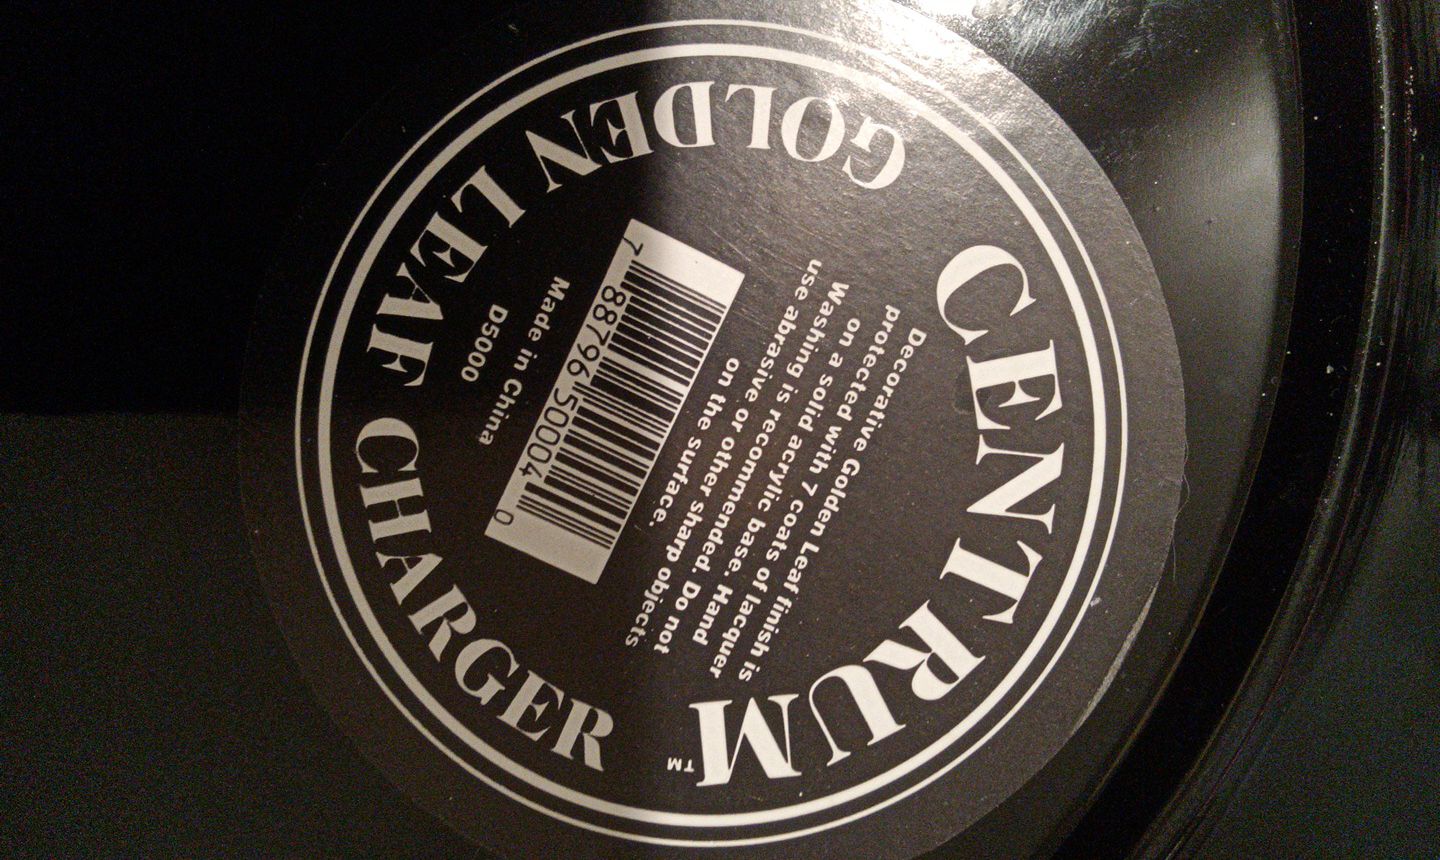 CENTRUM™
Decorative Golden Leaf finish is
protected with 7 coats of lacquer
on a solid acrylic base. Hand
Washing is recommended. Do not
use abrasive or other sharp objects
on the surface.
7 88796 50004 0
Made in China
D5000
GOLDEN LEAF CHARGER